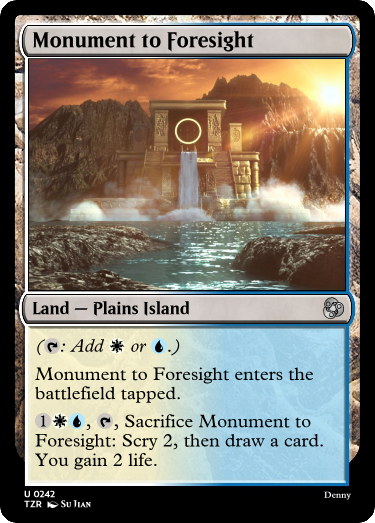 Monument to Foresight
Land — Plains Island
(: Add or .)
Monument to Foresight enters the
battlefield tapped.
1, , Sacrifice Monument to
Foresight: Scry 2, then draw a card.
You gain 2 life.
U 0242
TZR Su Jian
Denny